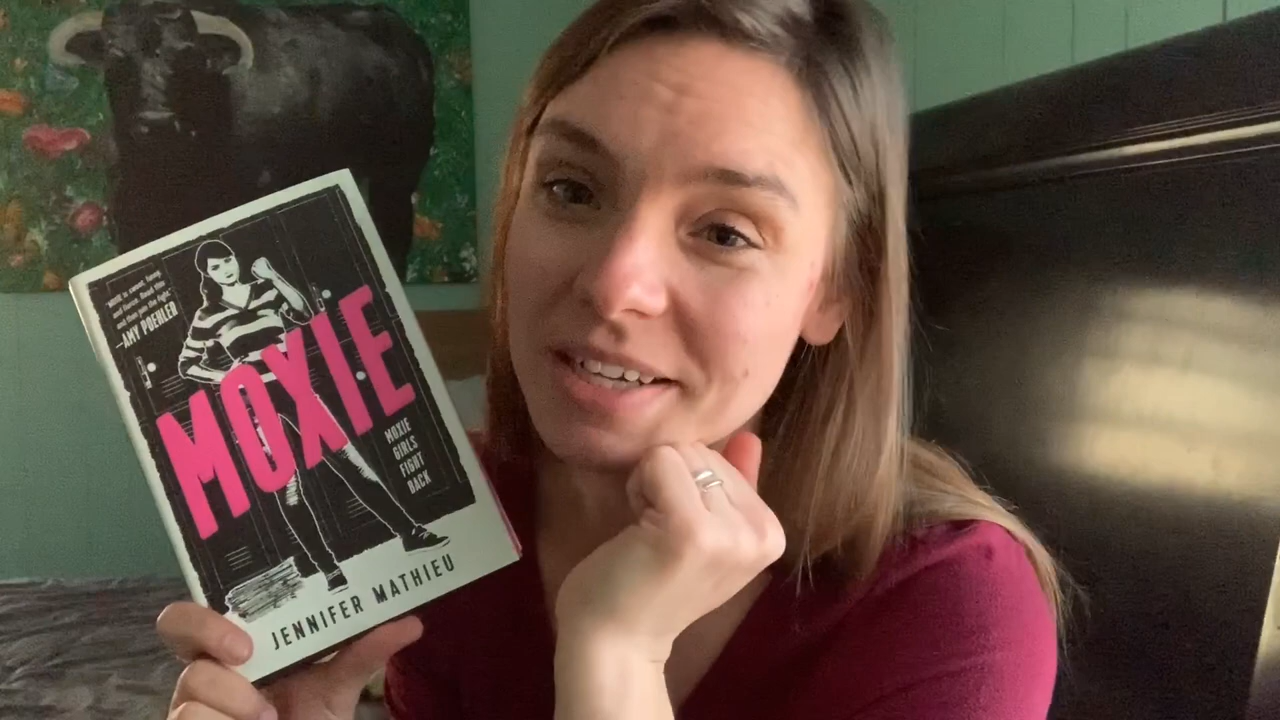 "MOXIE is sweet, funny,
and fierce. Read this
and then join the fight."
—AMY POEHLER
MOXIE
MOXIE
GIRLS
FIGHT
BACK
JENNIFER MATHIEU